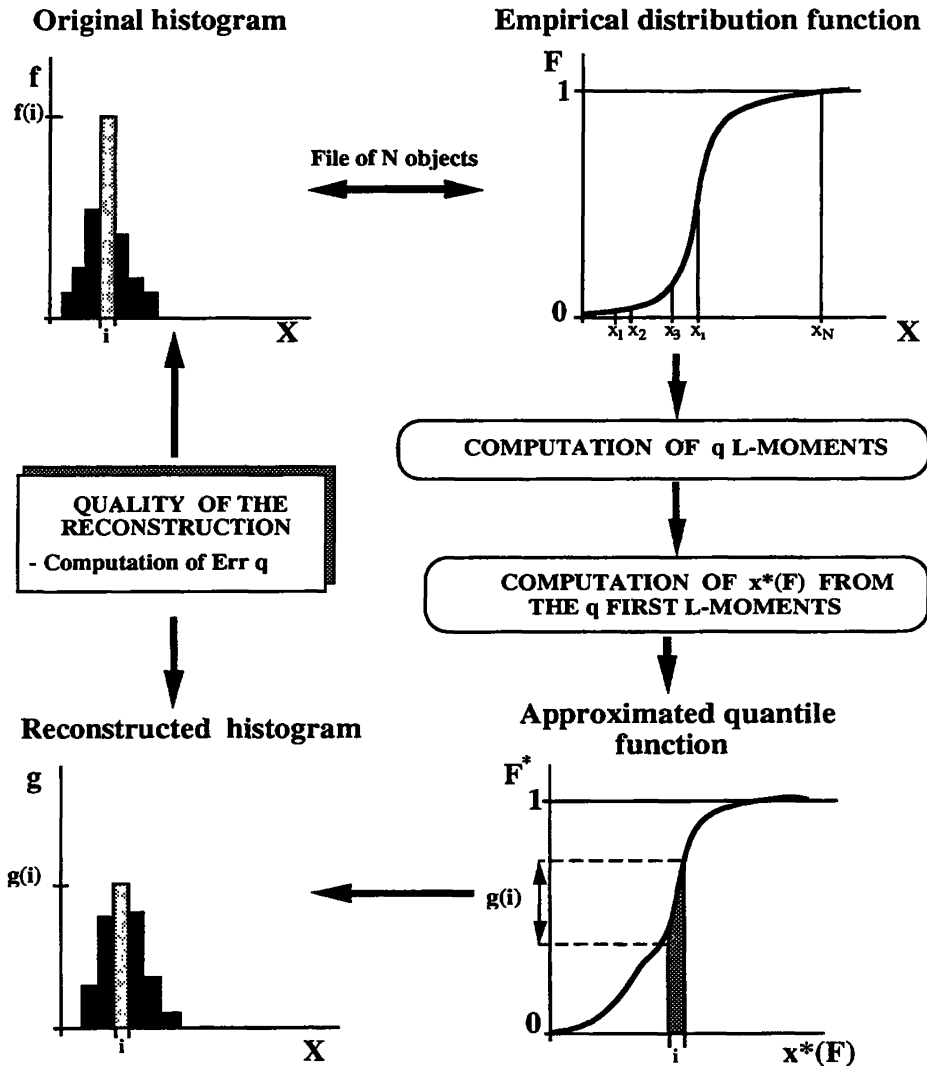 Original histogram
f
f(i)
i
X
File of N objects
Empirical distribution function
F
1
0
x1 x2 x3 xi xN
X
COMPUTATION OF q L-MOMENTS
COMPUTATION OF x*(F) FROM
THE q FIRST L-MOMENTS
QUALITY OF THE
RECONSTRUCTION
- Computation of Err q
Reconstructed histogram
g
g(i)
i
X
Approximated quantile
function
F*
1
g(i)
0
i
x*(F)